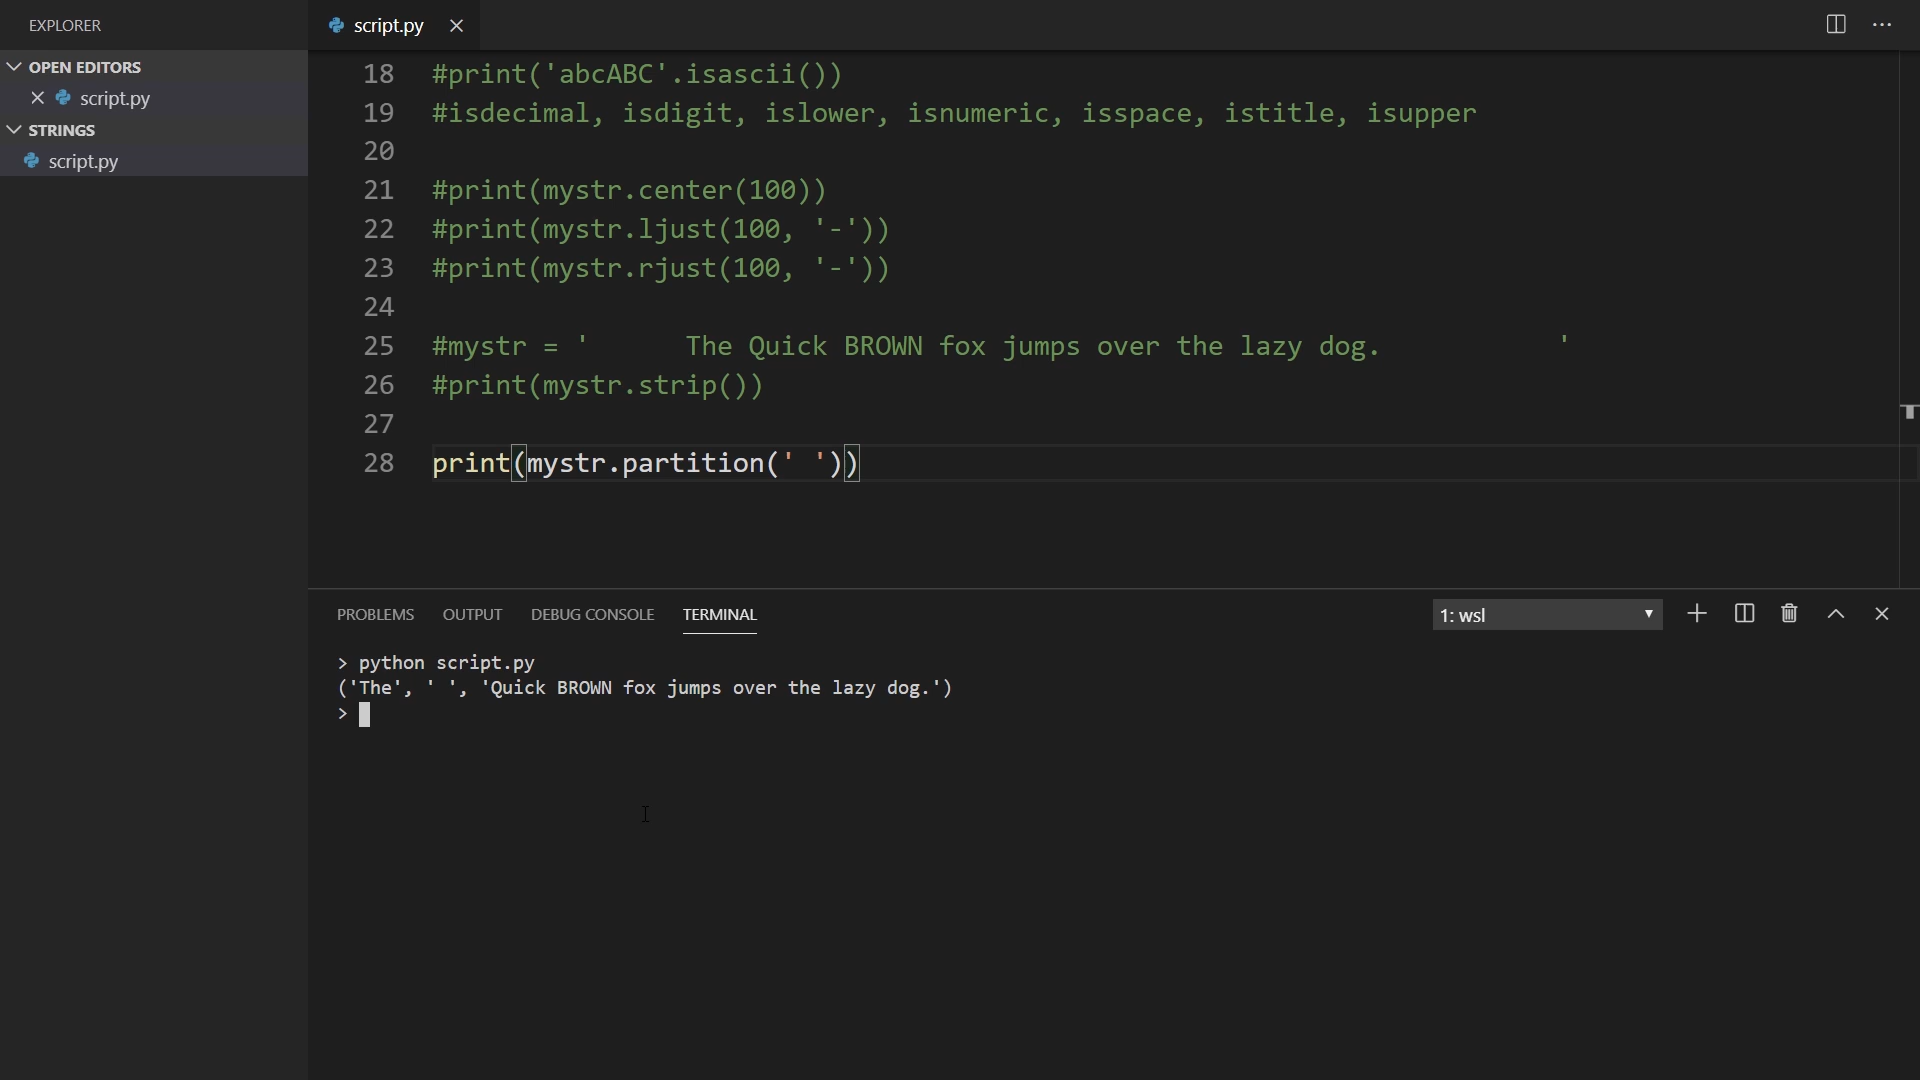 EXPLORER
OPEN EDITORS
script.py
STRINGS
script.py
script.py
18 #print('abcABC'.isascii())
19 #isdecimal, isdigit, islower, isnumeric, isspace, istitle, isupper
20
21 #print(mystr.center(100))
22 #print(mystr.ljust(100, '-'))
23 #print(mystr.rjust(100, '-'))
24
25 #mystr = '      The Quick BROWN fox jumps over the lazy dog.           '
26 #print(mystr.strip())
27
28 print(mystr.partition(' '))
PROBLEMS OUTPUT DEBUG CONSOLE TERMINAL 1: wsl
> python script.py
('The', ' ', 'Quick BROWN fox jumps over the lazy dog.')
>